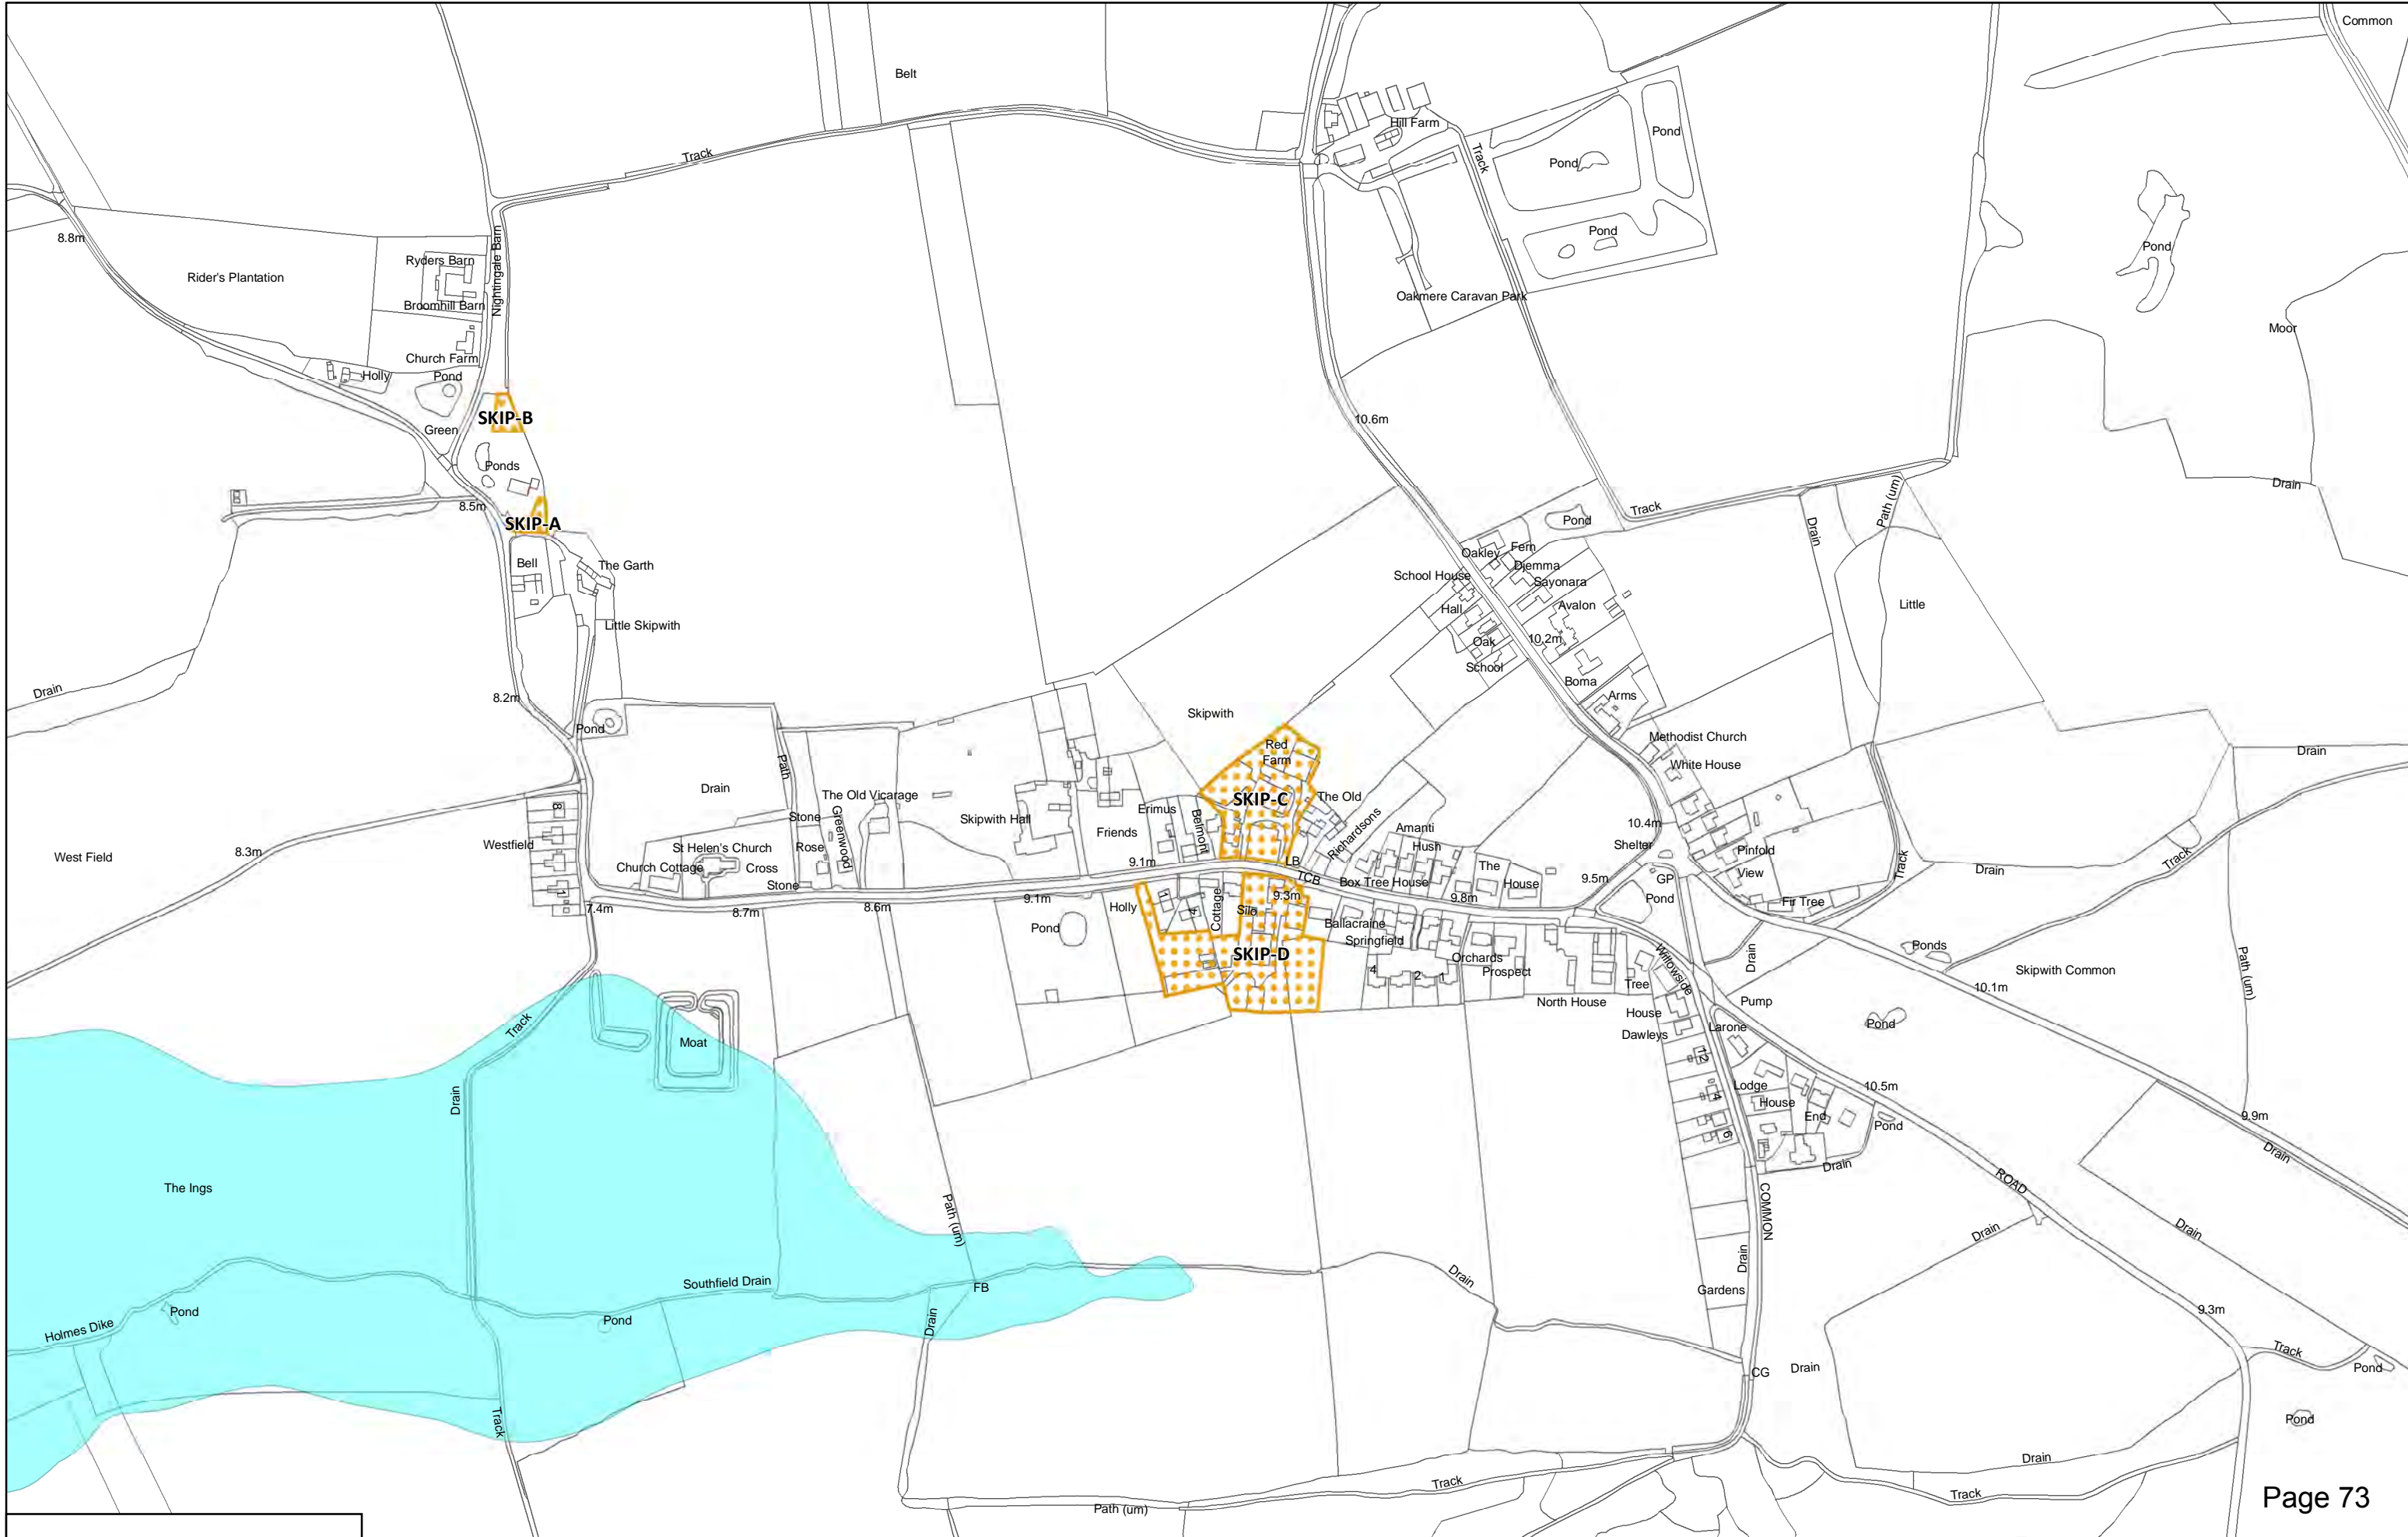 Common
Belt
Hill Farm
Pond
Track
Track
Pond
Pond
Pond
8.8m
Ryders Barn
Nightingale Barn
Rider's Plantation
Broomhill Barn
Oakmere Caravan Park
Moor
Church Farm
Holly
Pond
SKIP-B
10.6m
Green
Ponds
Drain
Path (um)
8.5m
SKIP-A
Track
Pond
Drain
Bell
The Garth
Oakley
Fern
Djemma
School House
Sayonara
Hall
Avalon
Little
Little Skipwith
Oak
10.2m
School
Boma
Drain
8.2m
Arms
Skipwith
Pond
Methodist Church
Red
Farm
White House
Drain
Path
Drain
The Old Vicarage
SKIP-C
The Old
8
Erimus
Belmont
Stone
Greenwood
Skipwith Hall
Friends
Richardsons
Amanti
10.4m
Westfield
St Helen's Church
Rose
Hush
Shelter
Pinfold
View
West Field
8.3m
Church Cottage
Cross
9.1m
LB
The
Track
Track
Drain
Stone
TCB
Box Tree House
House
9.5m
GP
1
7.4m
8.7m
8.6m
9.1m
Holly
1
4
Cottage
Silo
9.3m
9.8m
Pond
Fir Tree
Pond
Ballacraine
Springfield
SKIP-D
Orchards
Prospect
4
2
1
Willowside
Drain
Ponds
Skipwith Common
Path (um)
Tree
10.1m
North House
House
Pump
Track
Moat
Dawleys
Larone
Pond
12
Drain
Lodge
House
4
End
10.5m
Pond
6
9.9m
Drain
Drain
The Ings
COMMON
ROAD
Path (um)
Drain
Drain
Drain
Southfield Drain
FB
Drain
Gardens
Pond
Holmes Dike
Pond
Drain
9.3m
Track
CG
Drain
Pond
Track
Pond
Drain
Track
Track
Path (um)
Page 73